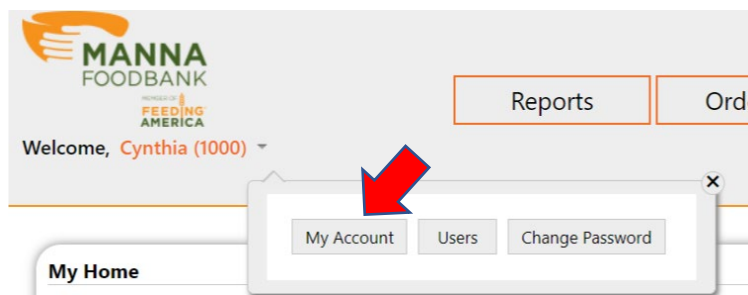 MANNA
FOODBANK
MEMBER OF
FEEDING
AMERICA
Reports
Ord
Welcome, Cynthia (1000)
My Account Users Change Password
My Home